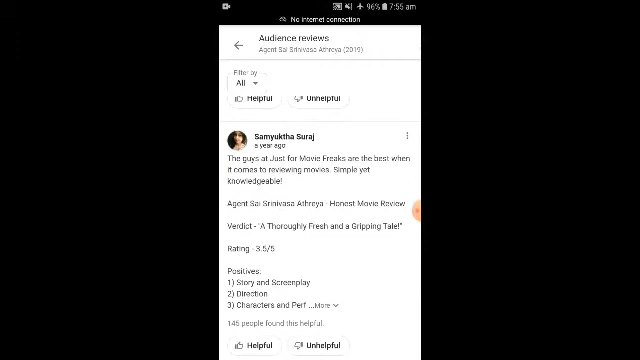 96% 7:55 am
No internet connection
Audience reviews
Agent Sai Srinivasa Athreya (2019)
Filter by
All
Helpful Unhelpful
Samyuktha Suraj
a year ago
The guys at Just for Movie Freaks are the best when
it comes to reviewing movies. Simple yet
knowledgeable!
Agent Sai Srinivasa Athreya - Honest Movie Review
Verdict - "A Thoroughly Fresh and a Gripping Tale!"
Rating - 3.5/5
Positives:
1) Story and Screenplay
2) Direction
3) Characters and Perf ...More
145 people found this helpful.
Helpful Unhelpful